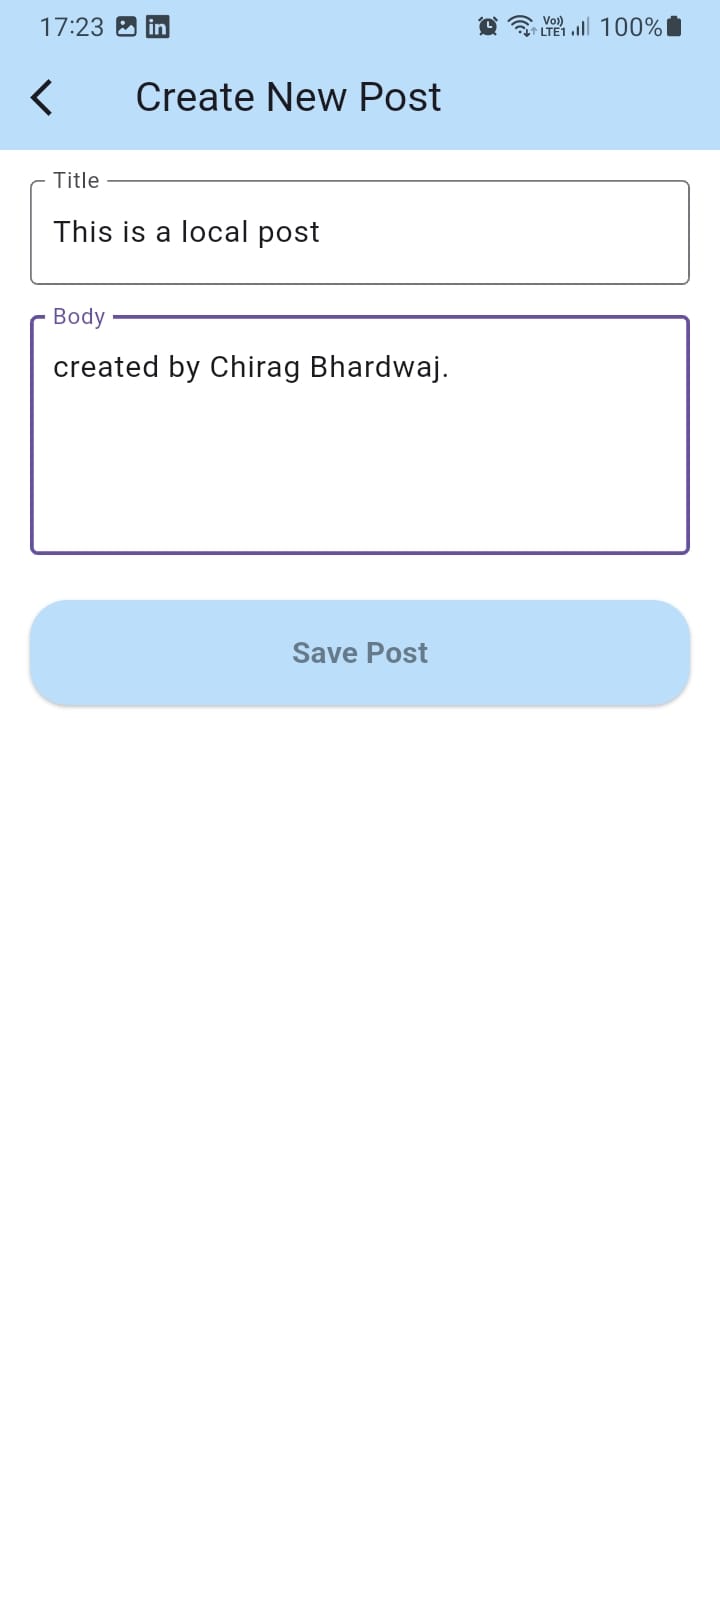 17:23 in Vo)) LTE1 100%
Create New Post
Title
This is a local post
Body
created by Chirag Bhardwaj.
Save Post